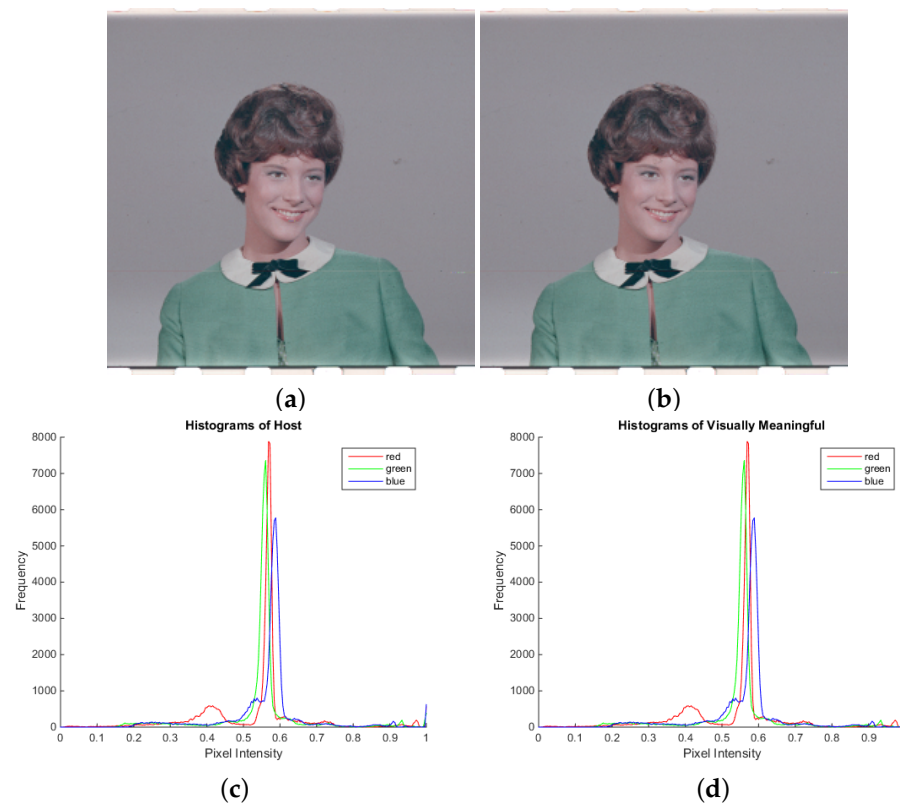 (a)
(b)
Histograms of Host
8000
7000
6000
5000
4000
3000
2000
1000
0
Frequency
red
green
blue
0 0.1 0.2 0.3 0.4 0.5 0.6 0.7 0.8 0.9 1
Pixel Intensity
(c)
Histograms of Visually Meaningful
8000
7000
6000
5000
4000
3000
2000
1000
0
Frequency
red
green
blue
0 0.1 0.2 0.3 0.4 0.5 0.6 0.7 0.8 0.9
Pixel Intensity
(d)